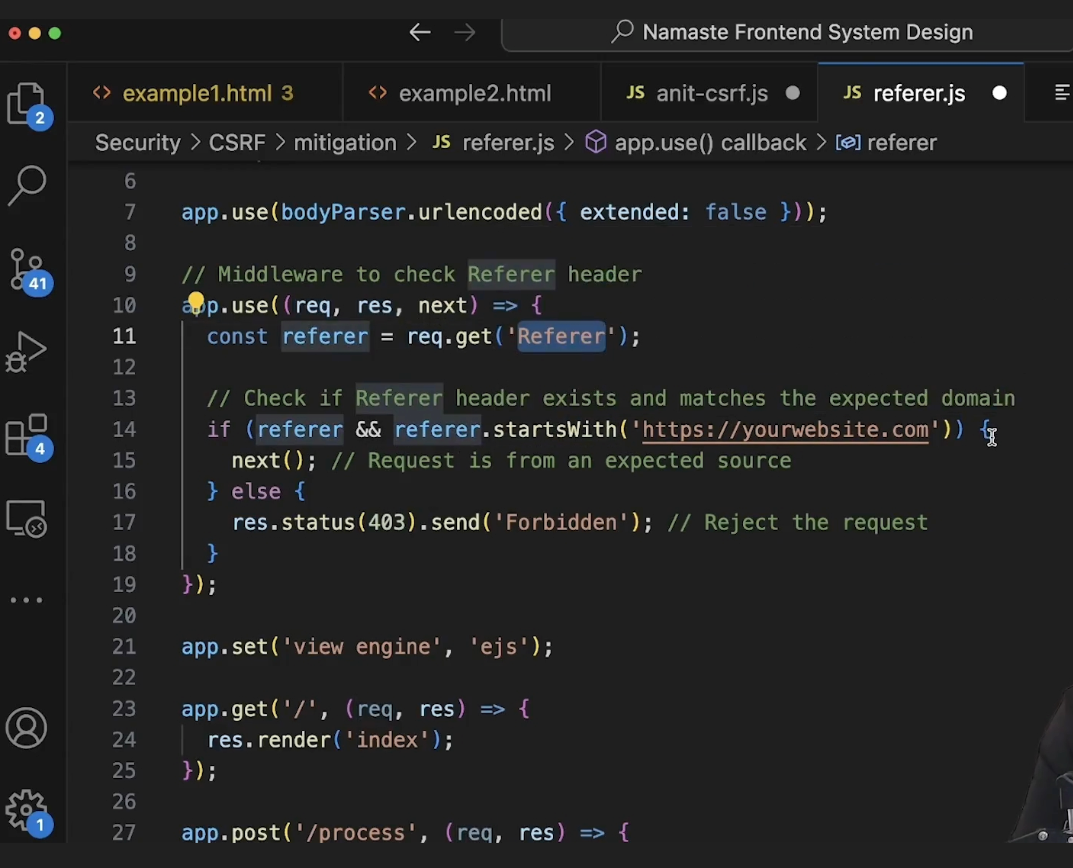 Namaste Frontend System Design
example1.html 3
example2.html
JS anit-csrf.js
JS referer.js
Security > CSRF > mitigation > JS referer.js > app.use() callback > referer
2
41
4
1
6
7 app.use(bodyParser.urlencoded({ extended: false }));
8
9 // Middleware to check Referer header
10 app.use((req, res, next) => {
11 const referer = req.get('Referer');
12
13 // Check if Referer header exists and matches the expected domain
14 if (referer && referer.startsWith('https://yourwebsite.com')) {
15 next(); // Request is from an expected source
16 } else {
17 res.status(403).send('Forbidden'); // Reject the request
18 }
19 });
20
21 app.set('view engine', 'ejs');
22
23 app.get('/', (req, res) => {
24 res.render('index');
25 });
26
27 app.post('/process', (req, res) => {